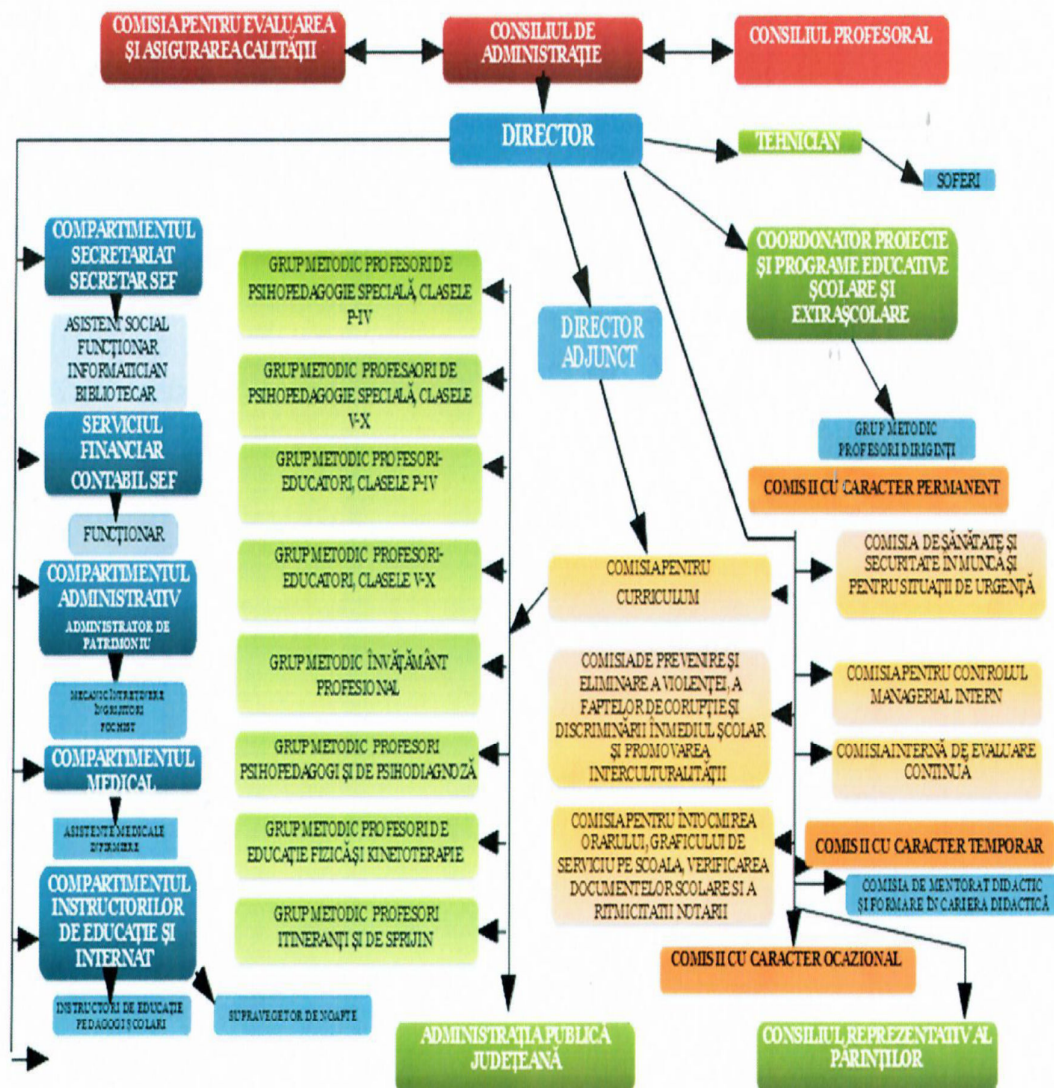 COMISIA PENTRU EVALUAREA
ȘI ASIGURAREA CALITĂȚII
CONSILIUL DE
ADMINISTRAȚIE
CONSILIUL PROFESORAL
DIRECTOR
TEHNICIAN
SOFERI
COMPARTIMENTUL
SECRETARIAT
SECRETAR SEF
ASISTENT SOCIAL
FUNCȚIONAR
INFORMATICIAN
BIBLIOTECAR
SERVICIUL
FINANCIAR
CONTABIL SEF
FUNCȚIONAR
COMPARTIMENTUL
ADMINISTRATIV
ADMINISTRATOR DE
PATRIMONIU
MECANIC ÎNTREȚINERE
ÎNGRIJITORI
FOCHIST
COMPARTIMENTUL
MEDICAL
ASISTENTE MEDICALE
INFIRMIERE
COMPARTIMENTUL
INSTRUCTORILOR
DE EDUCAȚIE ȘI
INTERNAT
INSTRUCTORI DE EDUCAȚIE
PEDAGOGI ȘCOLARI
SUPRAVEGETOR DE NOAPTE
GRUP METODIC PROFESORI DE
PSIHOPEDAGOGIE SPECIALĂ, CLASELE
P-IV
GRUP METODIC PROFESAORI DE
PSIHOPEDAGOGIE SPECIALĂ, CLASELE
V-X
GRUP METODIC PROFESORI-
EDUCATORI, CLASELE P-IV
GRUP METODIC PROFESORI-
EDUCATORI, CLASELE V-X
GRUP METODIC ÎNVĂȚĂMÂNT
PROFESIONAL
GRUP METODIC PROFESORI
PSIHOPEDAGOGI ȘI DE PSIHODIAGNOZĂ
GRUP METODIC PROFESORI DE
EDUCAȚIE FIZICĂ ȘI KINETOTERAPIE
GRUP METODIC PROFESORI
ITINERANȚI ȘI DE SPRIJIN
ADMINISTRAȚIA PUBLICĂ
JUDEȚEANĂ
DIRECTOR
ADJUNCT
COMISIA PENTRU
CURRICULUM
COMISIA DE PREVENIRE ȘI
ELIMINARE A VIOLENȚEI, A
FAPTELOR DE CORUPȚIE ȘI
DISCRIMINĂRII ÎN MEDIUL ȘCOLAR
ȘI PROMOVAREA
INTERCULTURALITĂȚII
COMISIA PENTRU ÎNTOCMIREA
ORARULUI, GRAFICULUI DE
SERVICIU PE SCOALA, VERIFICAREA
DOCUMENTELOR SCOLARE SI A
RITMICITATII NOTARII
COMISII CU CARACTER OCAZIONAL
COORDONATOR PROIECTE
ȘI PROGRAME EDUCATIVE
ȘCOLARE ȘI
EXTRAȘCOLARE
GRUP METODIC
PROFESORI DIRIGINȚI
COMISII CU CARACTER PERMANENT
COMISIA DE SĂNĂTATE ȘI
SECURITATE ÎN MUNCĂ ȘI
PENTRU SITUAȚII DE URGENȚĂ
COMISIA PENTRU CONTROLUL
MANAGERIAL INTERN
COMISIA INTERNĂ DE EVALUARE
CONTINUĂ
COMISII CU CARACTER TEMPORAR
COMISIA DE MENTORAT DIDACTIC
ȘI FORMARE ÎN CARIERA DIDACTICĂ
CONSILIUL REPREZENTATIV AL
PĂRINȚILOR